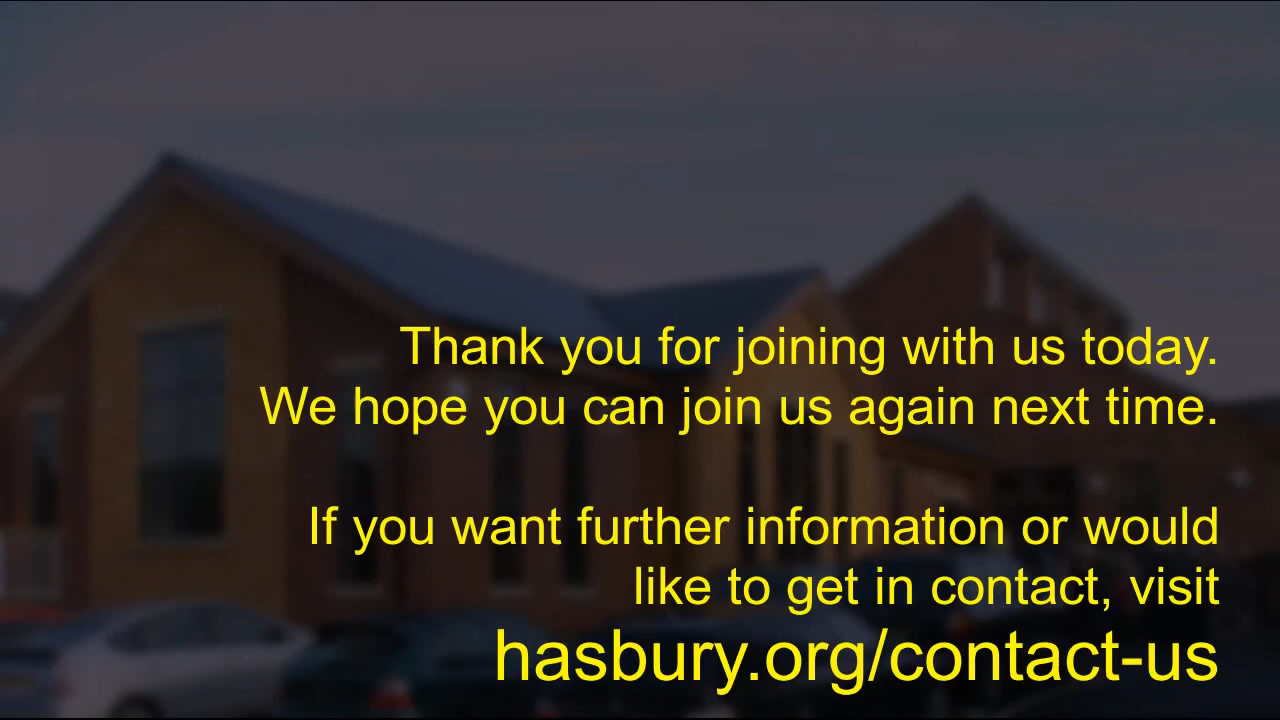 Thank you for joining with us today.
We hope you can join us again next time.
If you want further information or would
like to get in contact, visit
hasbury.org/contact-us